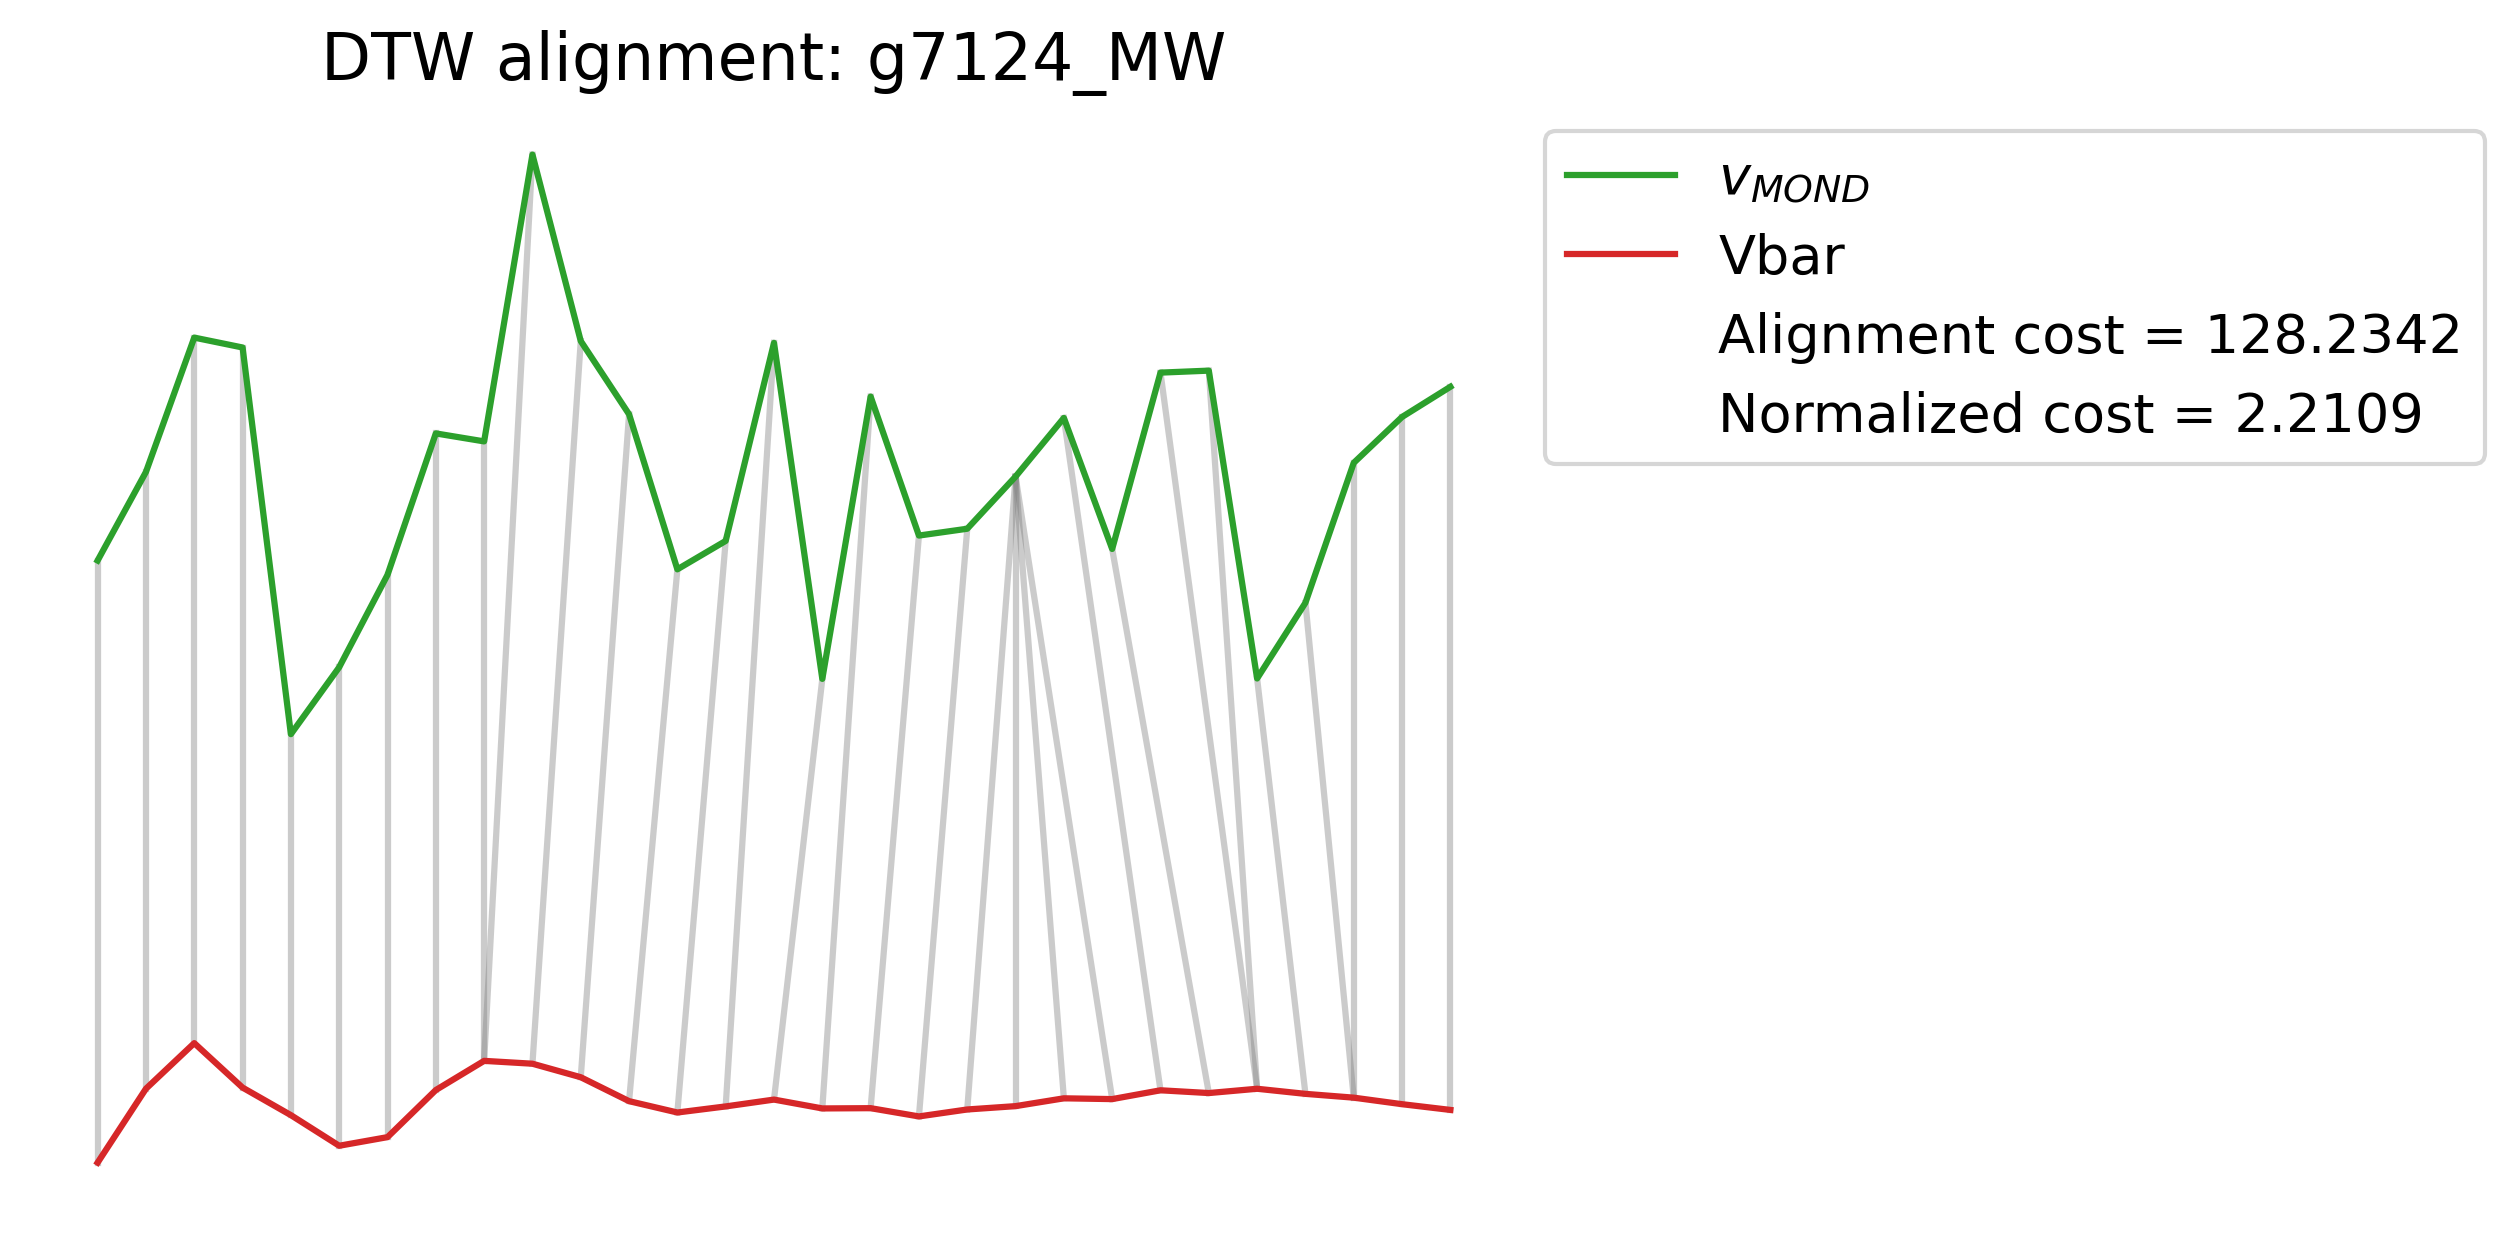 DTW alignment: g7124_MW
v_MOND
Vbar
Alignment cost = 128.2342
Normalized cost = 2.2109